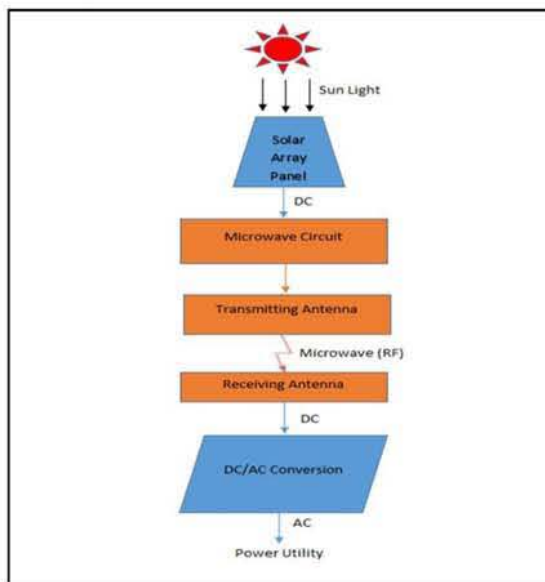 Sun Light
Solar
Array
Panel
DC
Microwave Circuit
Transmitting Antenna
Microwave (RF)
Receiving Antenna
DC
DC/AC Conversion
AC
Power Utility